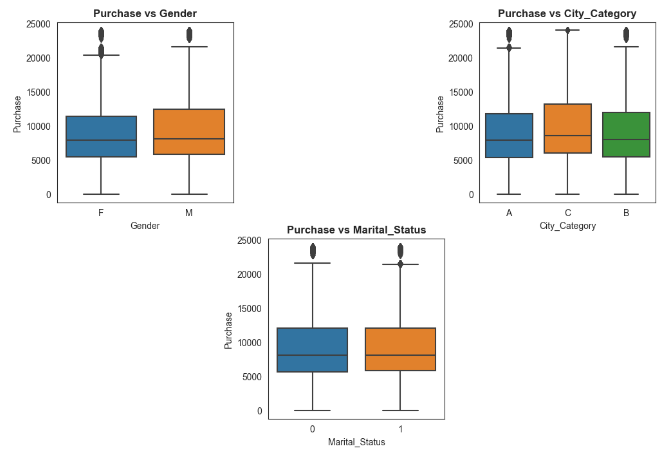 Purchase vs Gender
25000
20000
15000
10000
5000
0
Purchase
F M
Gender
Purchase vs City_Category
25000
20000
15000
10000
5000
0
Purchase
A C B
City_Category
Purchase vs Marital_Status
25000
20000
15000
10000
5000
0
Purchase
0 1
Marital_Status